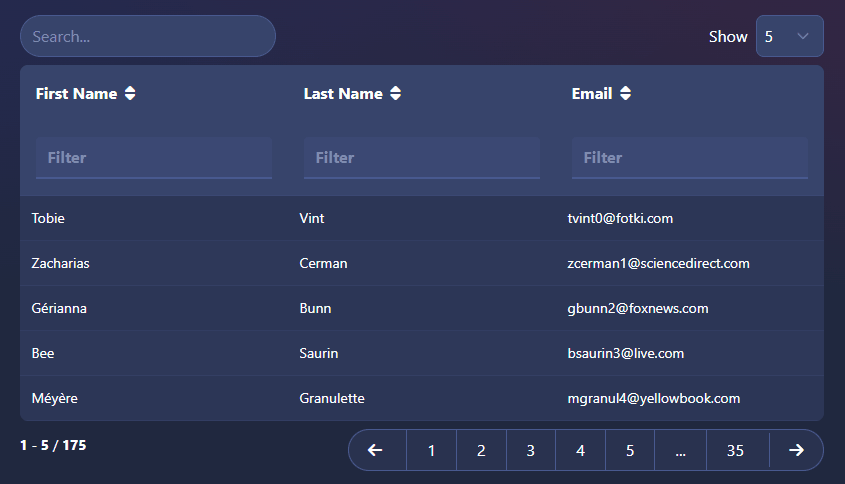 Search... Show 5
First Name Last Name Email
Filter Filter Filter
Tobie Vint tvint0@fotki.com
Zacharias Cerman zcerman1@sciencedirect.com
Gérianna Bunn gbunn2@foxnews.com
Bee Saurin bsaurin3@live.com
Méyère Granulette mgranul4@yellowbook.com
1 - 5 / 175 1 2 3 4 5 ... 35